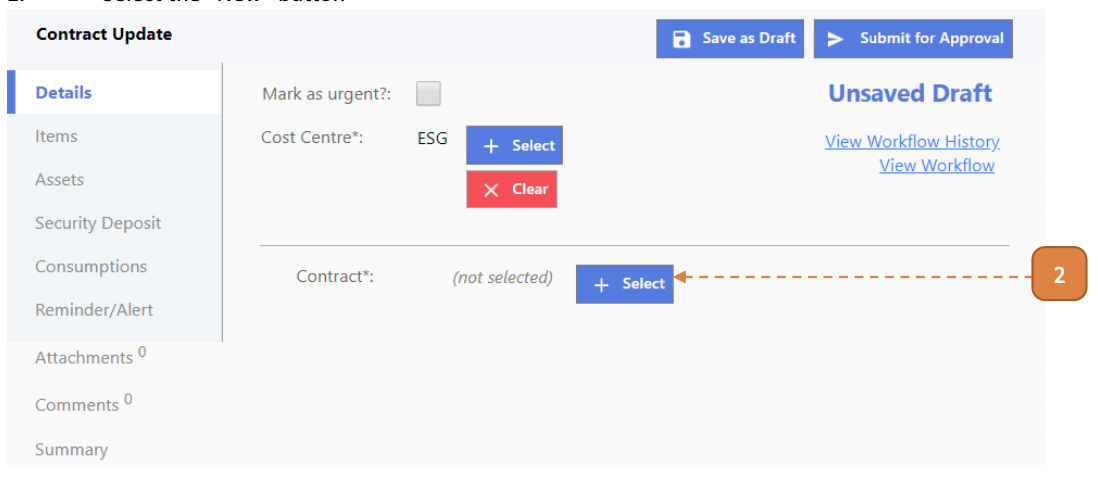 Contract Update
Save as Draft
Submit for Approval
Details
Mark as urgent?:
Unsaved Draft
Items
Cost Centre*:
ESG
+ Select
View Workflow History
Assets
× Clear
View Workflow
Security Deposit
Consumptions
Contract*:
(not selected)
+ Select
2
Reminder/Alert
Attachments 0
Comments 0
Summary